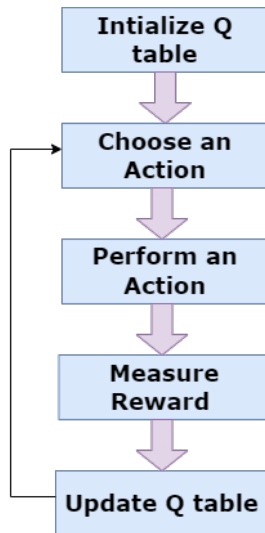 Intialize Q
table
Choose an
Action
Perform an
Action
Measure
Reward
Update Q table